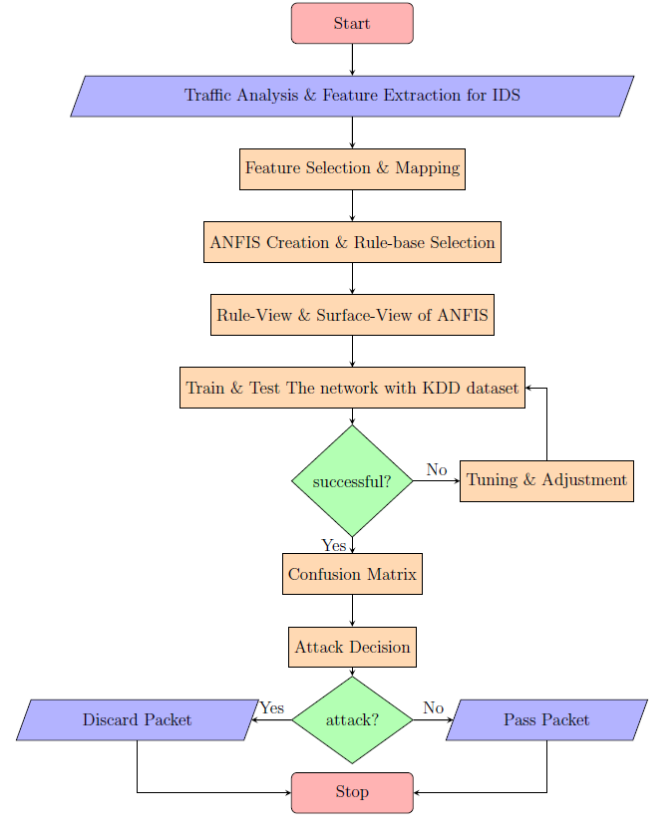 Start
Traffic Analysis & Feature Extraction for IDS
Feature Selection & Mapping
ANFIS Creation & Rule-base Selection
Rule-View & Surface-View of ANFIS
Train & Test The network with KDD dataset
successful?
No
Tuning & Adjustment
Yes
Confusion Matrix
Attack Decision
Discard Packet
Yes
attack?
No
Pass Packet
Stop